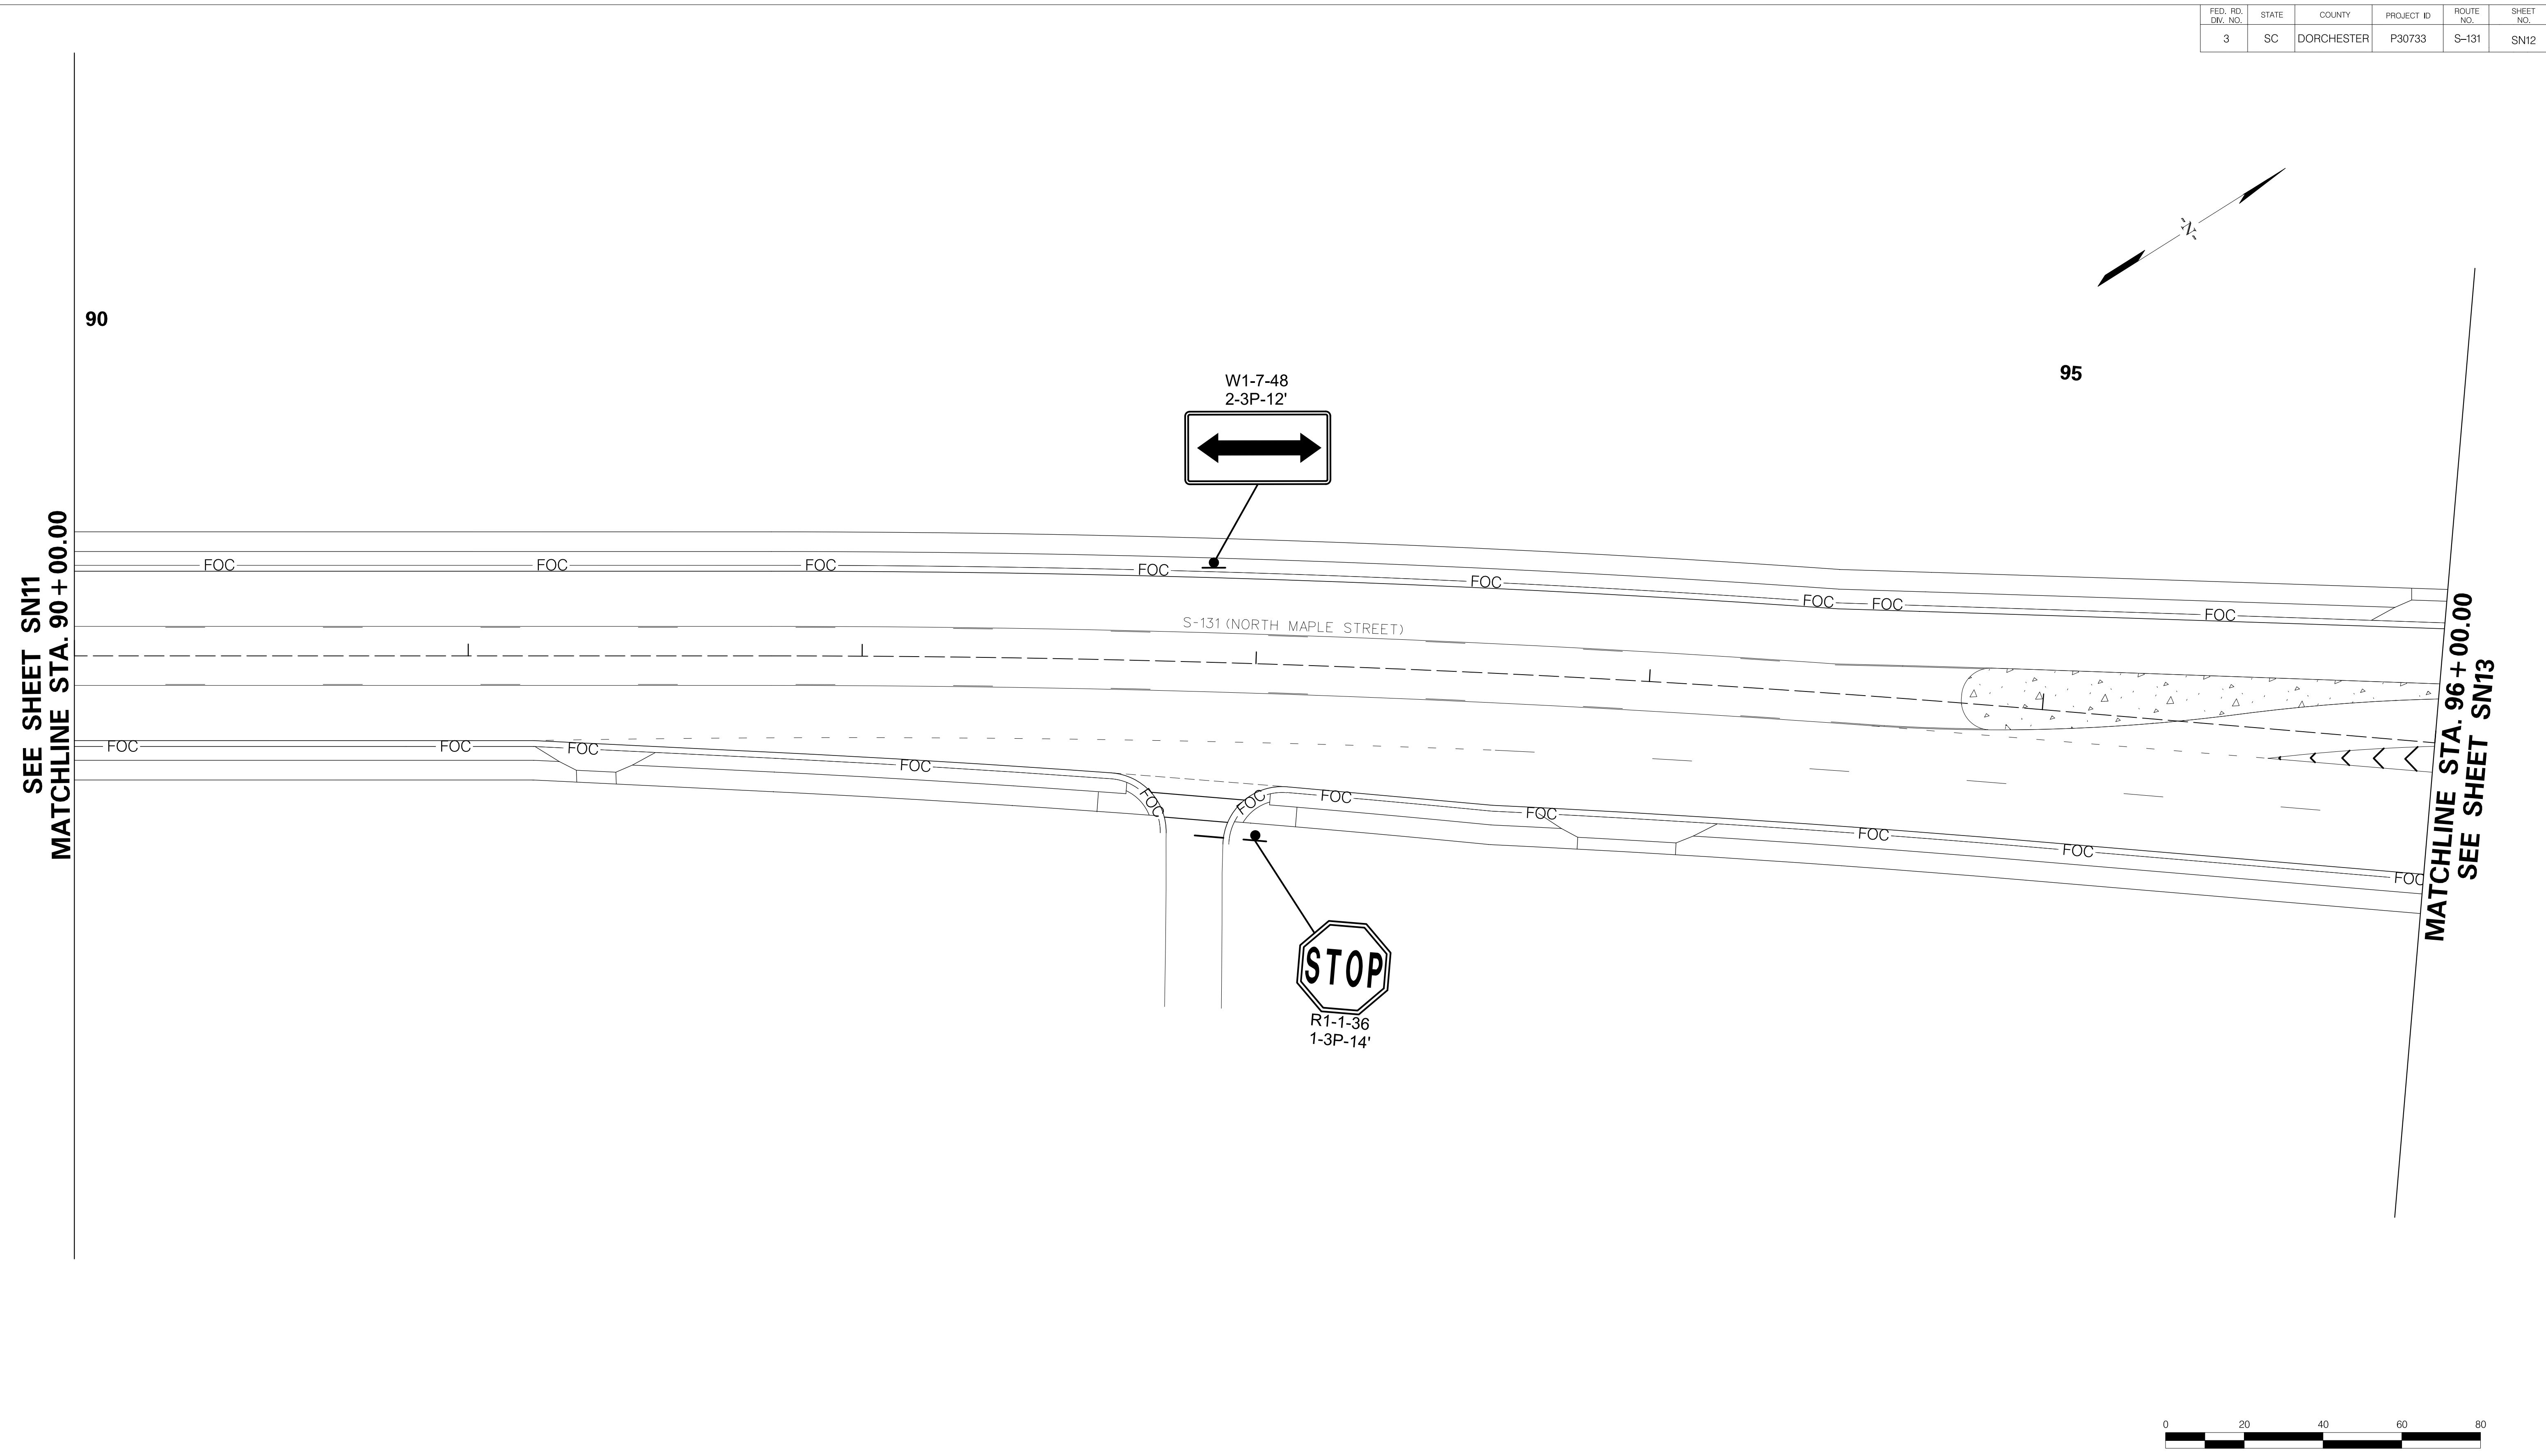 FED. RD. DIV. NO. STATE COUNTY PROJECT ID ROUTE NO. SHEET NO.
3 SC DORCHESTER P30733 S-131 SN12
-N-
90
95
W1-7-48
2-3P-12'
SEE SHEET SN11
MATCHLINE STA. 90+00.00
FOC FOC FOC FOC FOC FOC FOC FOC
S-131 (NORTH MAPLE STREET)
FOC FOC FOC FOC FOC FOC FOC FOC FOC FOC FOC
MATCHLINE STA. 96+00.00
SEE SHEET SN13
STOP
R1-1-36
1-3P-14'
0 20 40 60 80